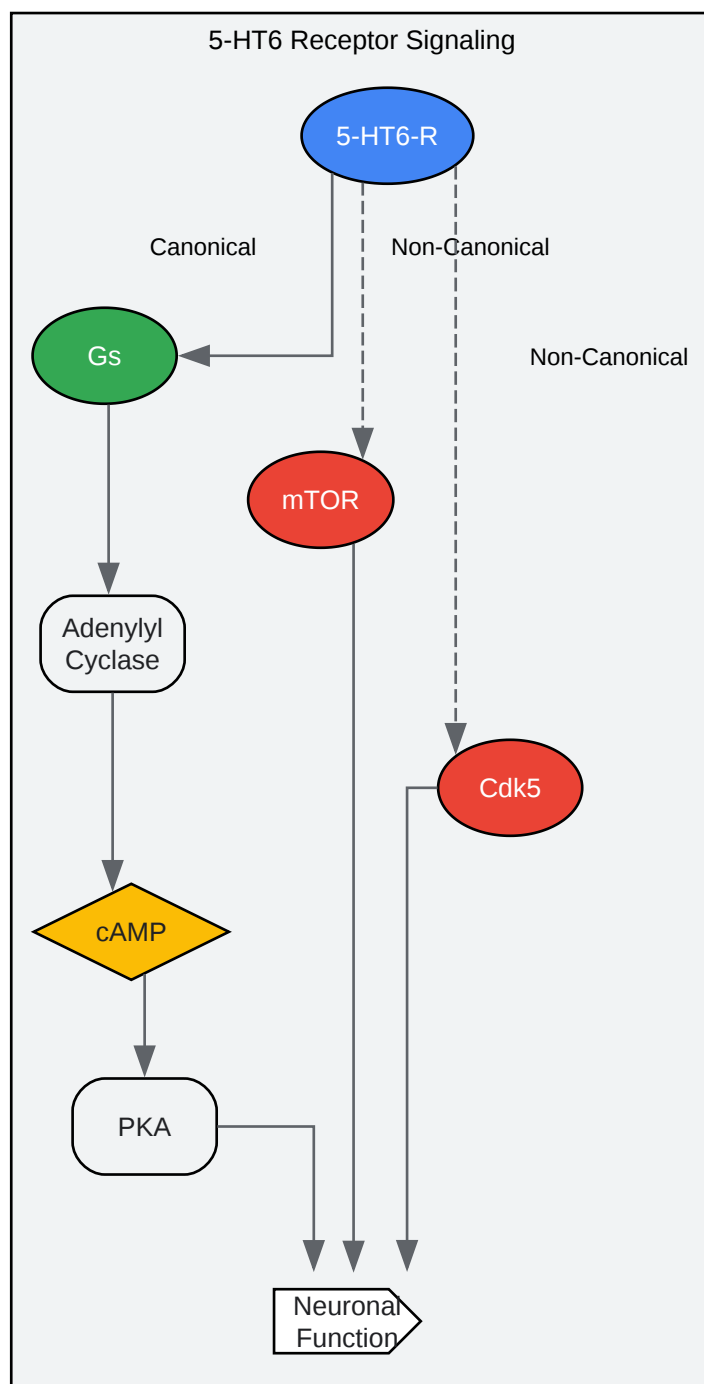 5-HT6 Receptor Signaling
5-HT6-R
Canonical
Non-Canonical
Gs
Non-Canonical
mTOR
Adenylyl
Cyclase
Cdk5
cAMP
PKA
Neuronal
Function